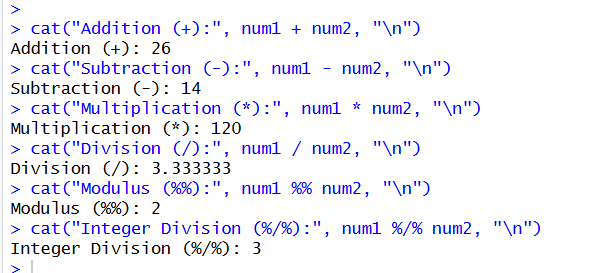 >
> cat("Addition (+):", num1 + num2, "\n")
Addition (+): 26
> cat("Subtraction (-):", num1 - num2, "\n")
Subtraction (-): 14
> cat("Multiplication (*):", num1 * num2, "\n")
Multiplication (*): 120
> cat("Division (/):", num1 / num2, "\n")
Division (/): 3.333333
> cat("Modulus (%%):", num1 %% num2, "\n")
Modulus (%%): 2
> cat("Integer Division (%/%):", num1 %/% num2, "\n")
Integer Division (%/%): 3
>